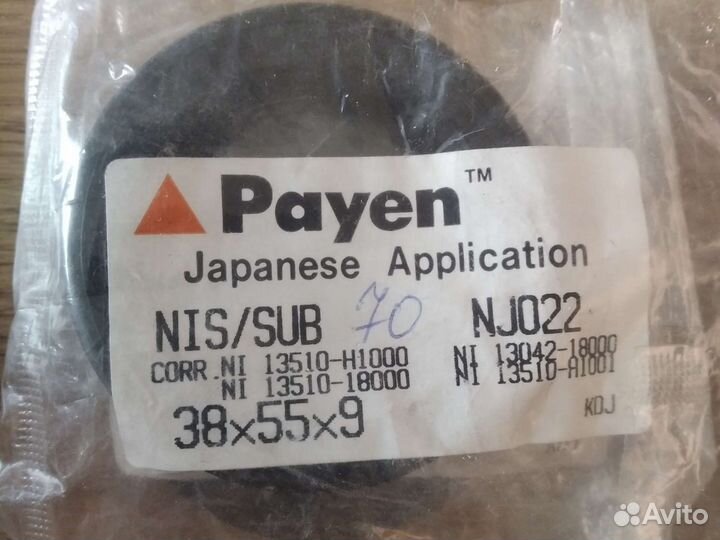 Payen™
Japanese Application
NIS/SUB 70 NJ022
CORR. NI 13510-H1000 NI 13042-18000
NI 13510-18000 NI 13510-A1001
38x55x9 KDJ
Avito